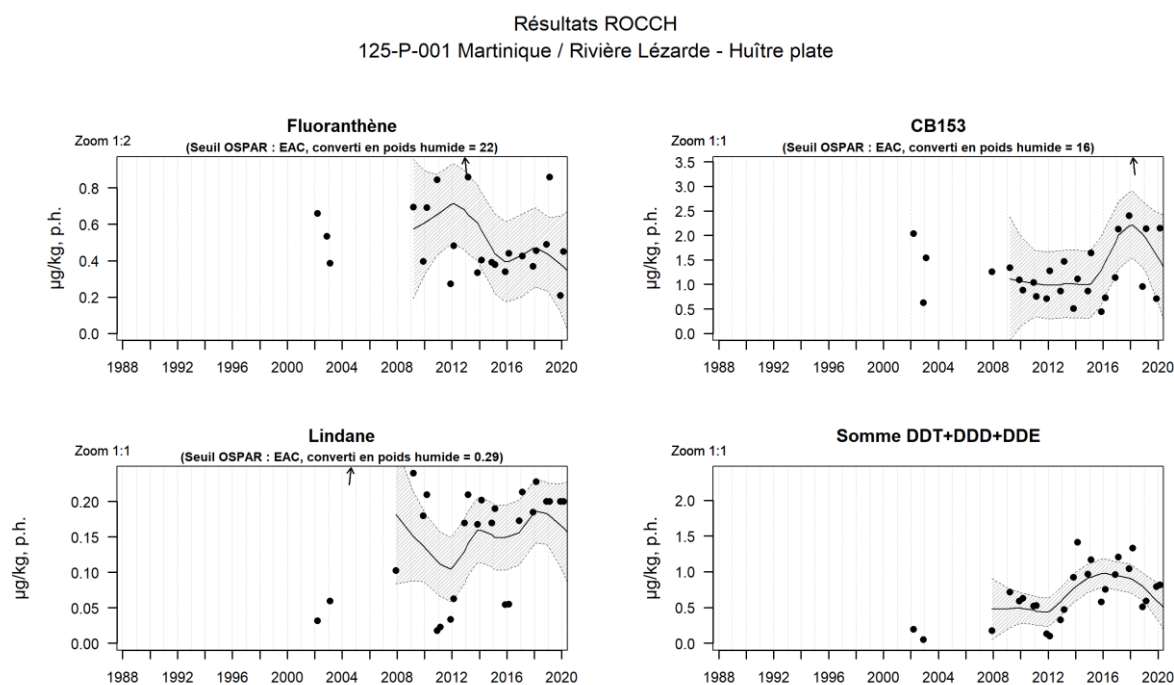 Résultats ROCCH
125-P-001 Martinique / Rivière Lézarde - Huître plate
Fluoranthène
Zoom 1:2
(Seuil OSPAR : EAC, converti en poids humide = 22)
µg/kg, p.h.
0.8
0.6
0.4
0.2
0.0
1988 1992 1996 2000 2004 2008 2012 2016 2020
CB153
Zoom 1:1
(Seuil OSPAR : EAC, converti en poids humide = 16)
µg/kg, p.h.
3.5
3.0
2.5
2.0
1.5
1.0
0.5
0.0
1988 1992 1996 2000 2004 2008 2012 2016 2020
Lindane
Zoom 1:1
(Seuil OSPAR : EAC, converti en poids humide = 0.29)
µg/kg, p.h.
0.20
0.15
0.10
0.05
0.00
1988 1992 1996 2000 2004 2008 2012 2016 2020
Somme DDT+DDD+DDE
Zoom 1:1
µg/kg, p.h.
2.0
1.5
1.0
0.5
0.0
1988 1992 1996 2000 2004 2008 2012 2016 2020